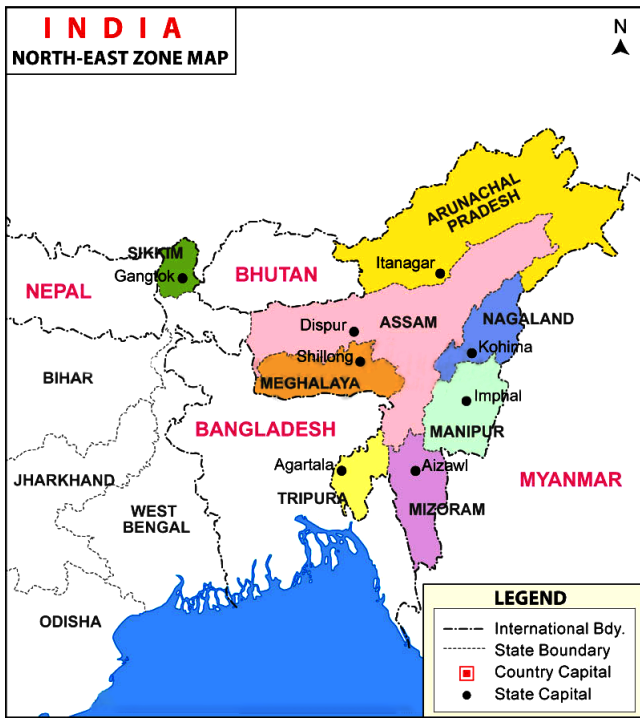 INDIA
NORTH-EAST ZONE MAP
N
ARUNACHAL
PRADESH
SIKKIM
Gangtok
Itanagar
BHUTAN
NEPAL
Dispur
ASSAM
NAGALAND
Shillong
Kohima
BIHAR
MEGHALAYA
Imphal
BANGLADESH
MANIPUR
Agartala
Aizawl
JHARKHAND
MYANMAR
TRIPURA
WEST
BENGAL
MIZORAM
ODISHA
LEGEND
International Bdy.
State Boundary
Country Capital
State Capital